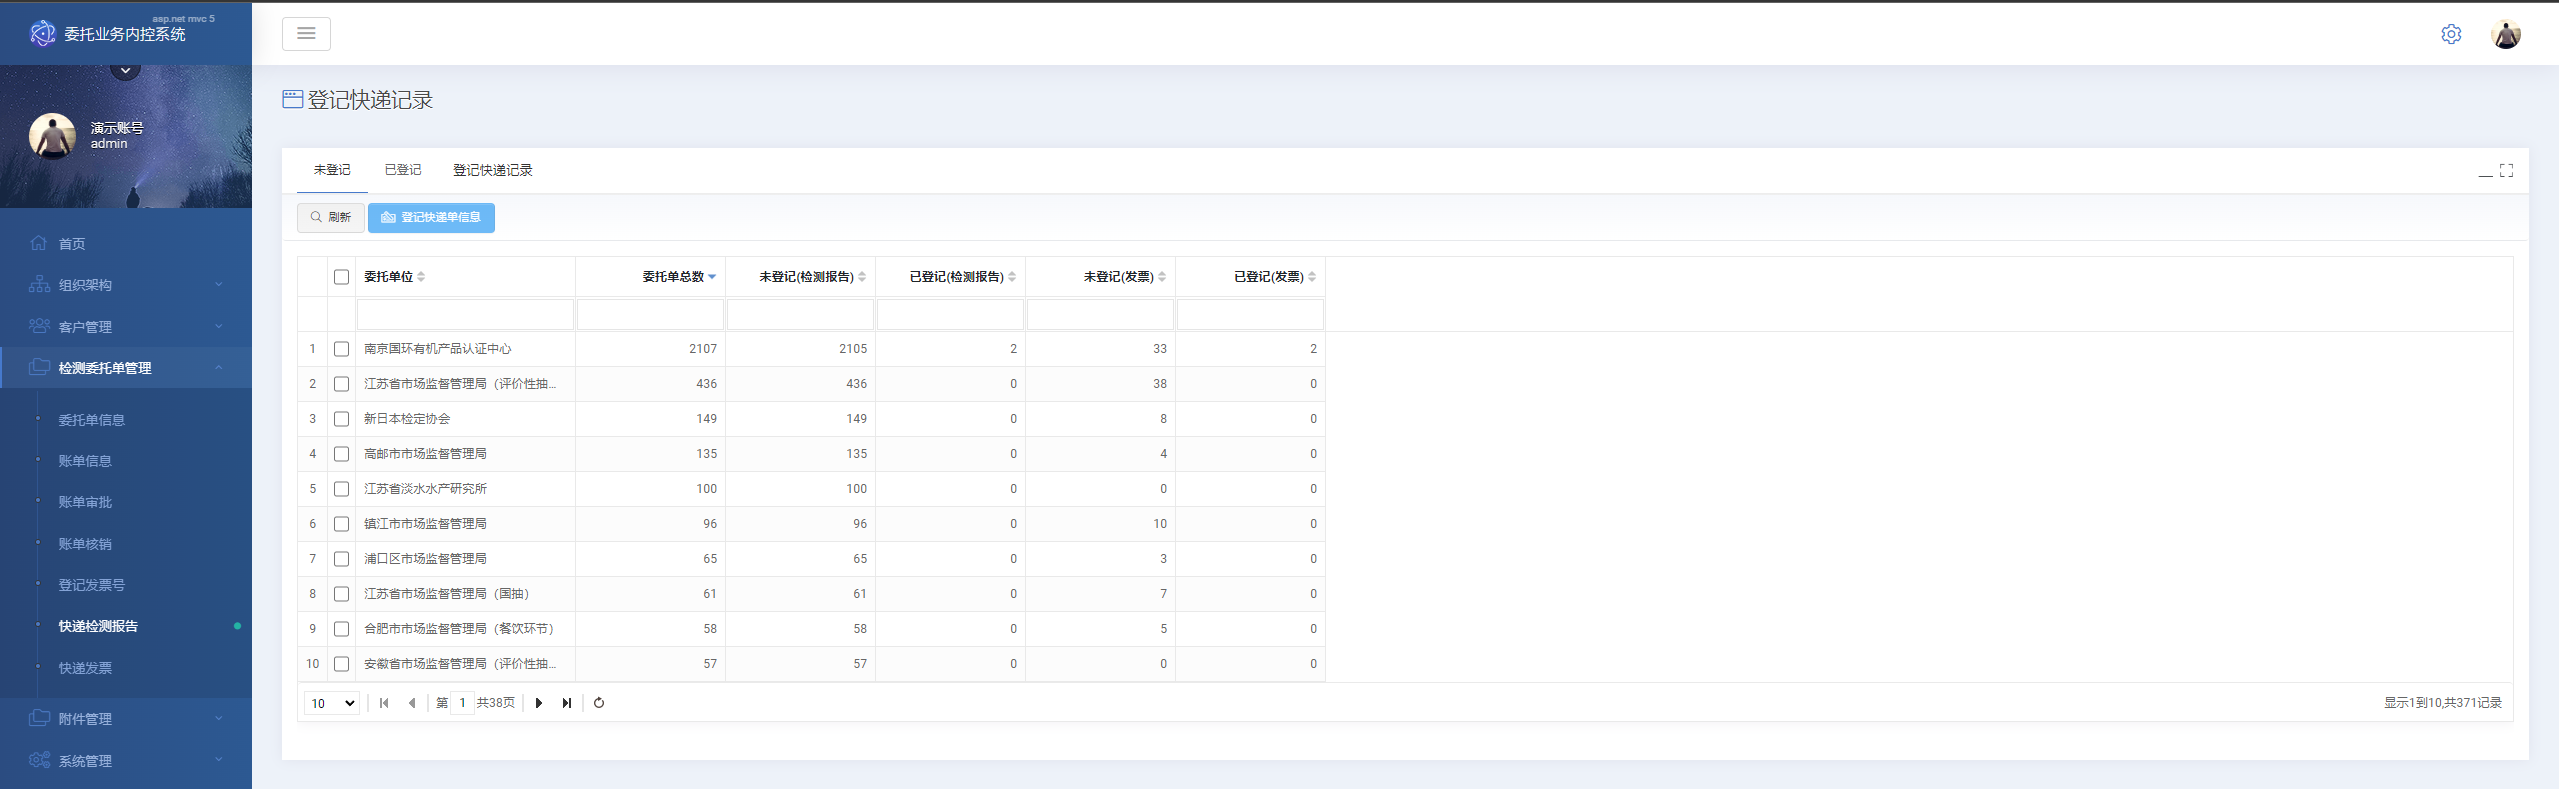 asp.net mvc 5
委托业务内控系统
演示账号
admin
首页
组织架构
客户管理
检测委托单管理
委托单信息
账单信息
账单审批
账单核销
登记发票号
快递检测报告
快递发票
附件管理
系统管理
登记快递记录
未登记 已登记 登记快递记录
刷新 登记快递单信息
委托单位 委托单总数 未登记(检测报告) 已登记(检测报告) 未登记(发票) 已登记(发票)
1 南京国环有机产品认证中心 2107 2105 2 33 2
2 江苏省市场监督管理局（评价性抽... 436 436 0 38 0
3 新日本检定协会 149 149 0 8 0
4 高邮市市场监督管理局 135 135 0 4 0
5 江苏省淡水水产研究所 100 100 0 0 0
6 镇江市市场监督管理局 96 96 0 10 0
7 浦口区市场监督管理局 65 65 0 3 0
8 江苏省市场监督管理局（国抽） 61 61 0 7 0
9 合肥市市场监督管理局（餐饮环节） 58 58 0 5 0
10 安徽省市场监督管理局（评价性抽... 57 57 0 0 0
10 第 1 共38页 显示1到10,共371记录